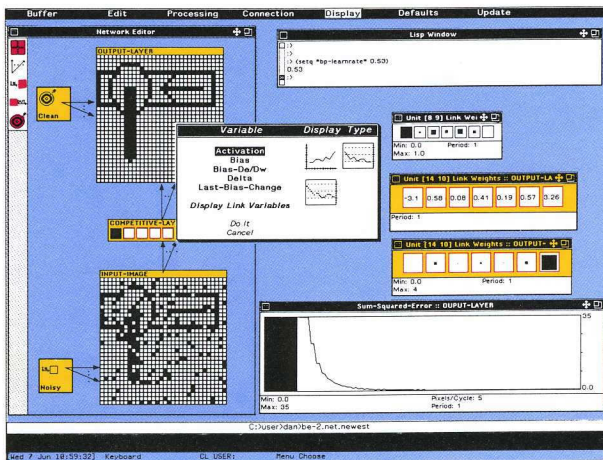 Buffer Edit Processing Connection Display Defaults Update
Network Editor
OUTPUT-LAYER
Clean
COMPETITIVE-LAY
INPUT-IMAGE
Noisy
Variable Display Type
Activation
Bias
Bias-De/Dw
Delta
Last-Bias-Change
Display Link Variables
Do It
Cancel
Lisp Window
:>
:> (setq *bp-learnrate* 0.53)
0.53
:>
Unit [8 9] Link Wei
Min: 0.0 Period: 1
Max: 1.0
Unit [14 10] Link Weights :: OUTPUT-LA
-3.1 0.58 0.08 0.41 0.19 0.57 3.26
Period: 1
Unit [14 10] Link Weights :: OUTPUT-
Min: 0.0 Period: 1
Max: 4
Sum-Squared-Error :: OUPUT-LAYER
35
0.0
Min: 0.0 Pixels/Cycle: 5
Max: 35 Period: 1
C:>user>dan>be-2.net.newest
Wed 7 Jun 10:59:32] Keyboard CL USER: Menu Choose